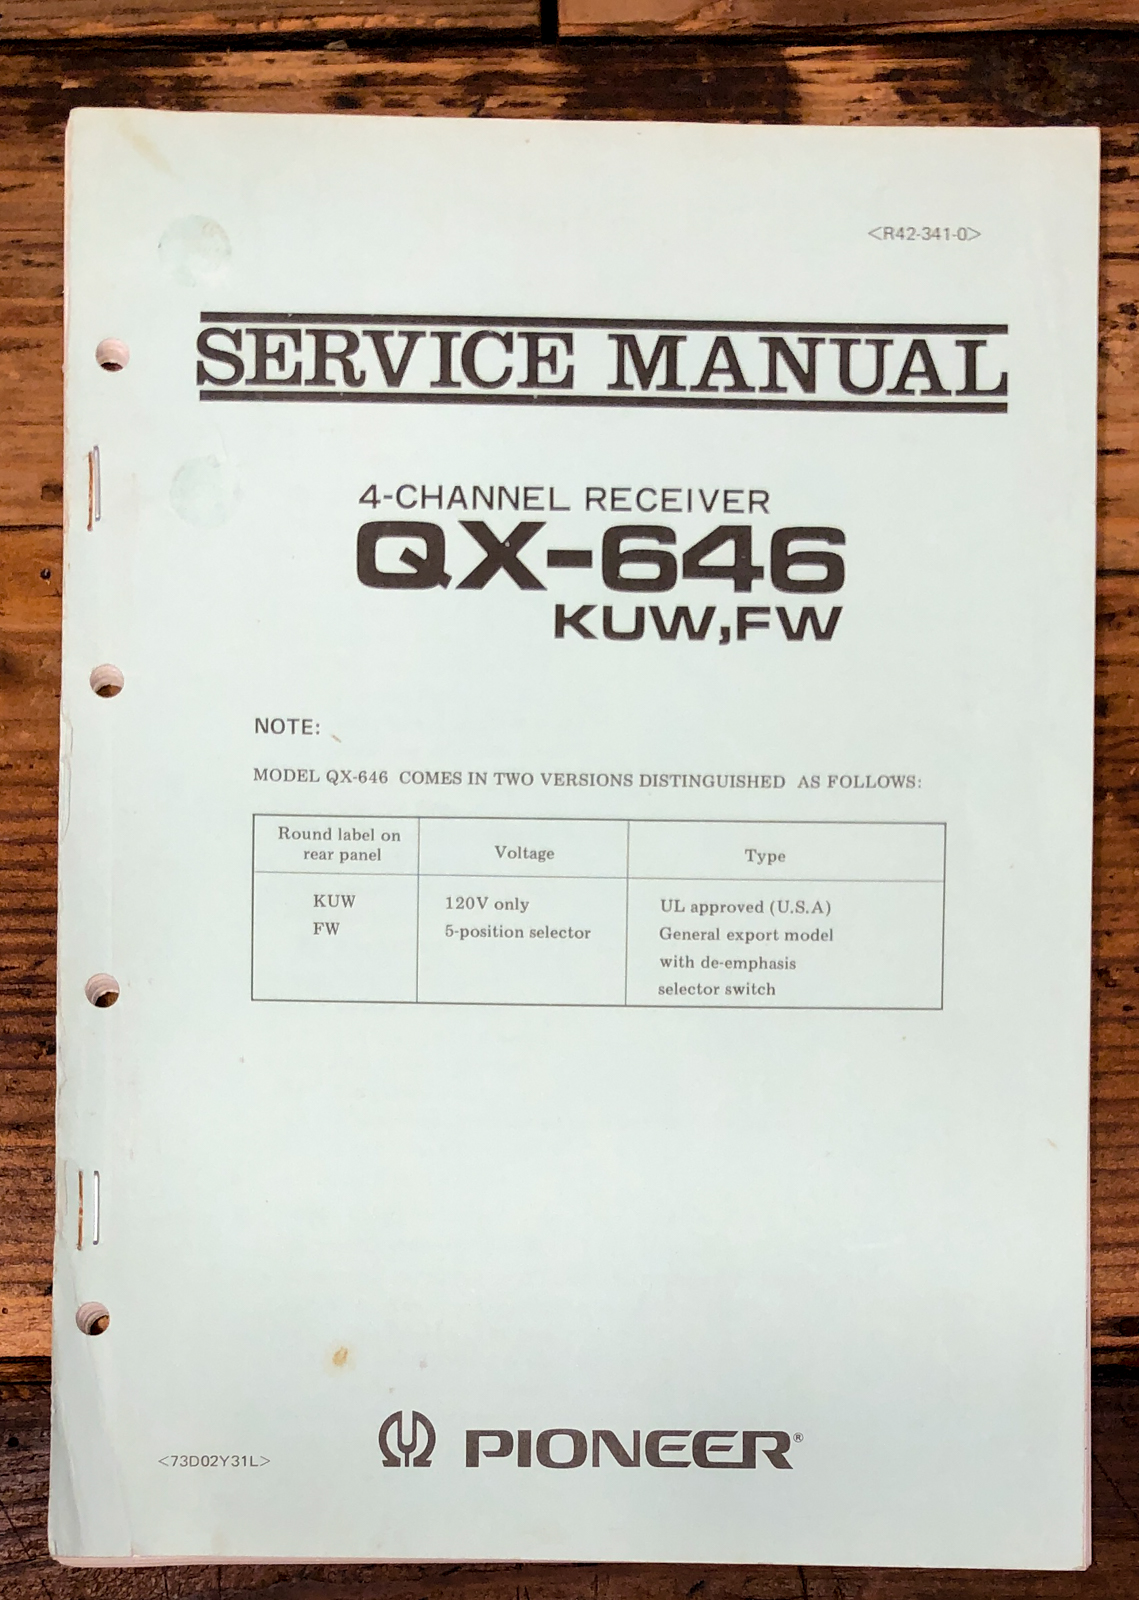 <R42-341-0>
SERVICE MANUAL
4-CHANNEL RECEIVER
QX-646
KUW,FW
NOTE:
MODEL QX-646 COMES IN TWO VERSIONS DISTINGUISHED AS FOLLOWS:
Round label on
rear panel
Voltage
Type
KUW
120V only
UL approved (U.S.A)
FW
5-position selector
General export model
with de-emphasis
selector switch
PIONEER®
<73D02Y31L>